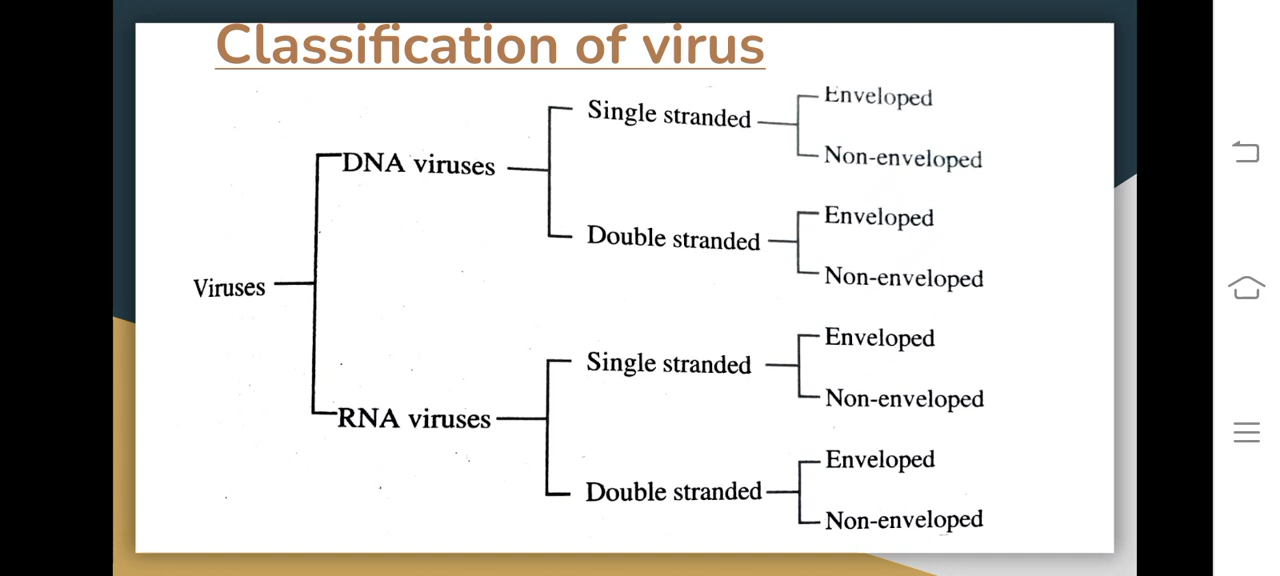 Classification of virus
Viruses
DNA viruses
Single stranded
Enveloped
Non-enveloped
Double stranded
Enveloped
Non-enveloped
RNA viruses
Single stranded
Enveloped
Non-enveloped
Double stranded
Enveloped
Non-enveloped